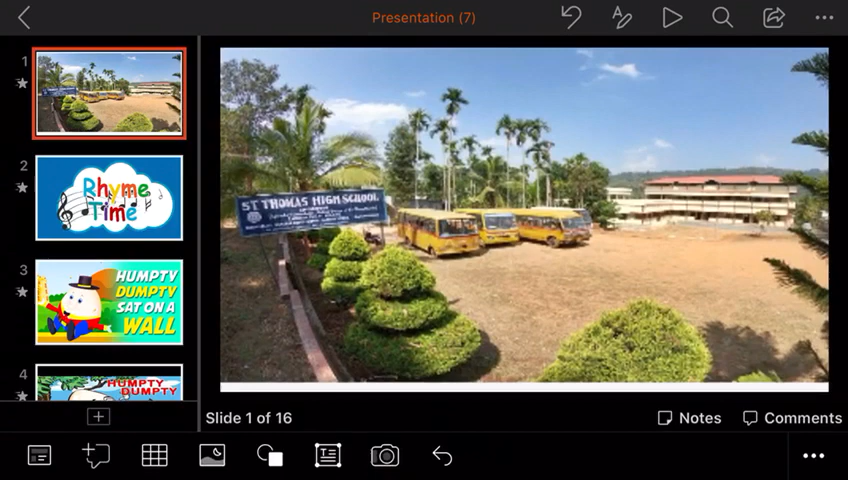 Presentation (7)
1
2
Rhyme
Time
3
HUMPTY
DUMPTY
SAT ON A
WALL
4
HUMPTY
DUMPTY
ST THOMAS HIGH SCHOOL
Slide 1 of 16
Notes
Comments